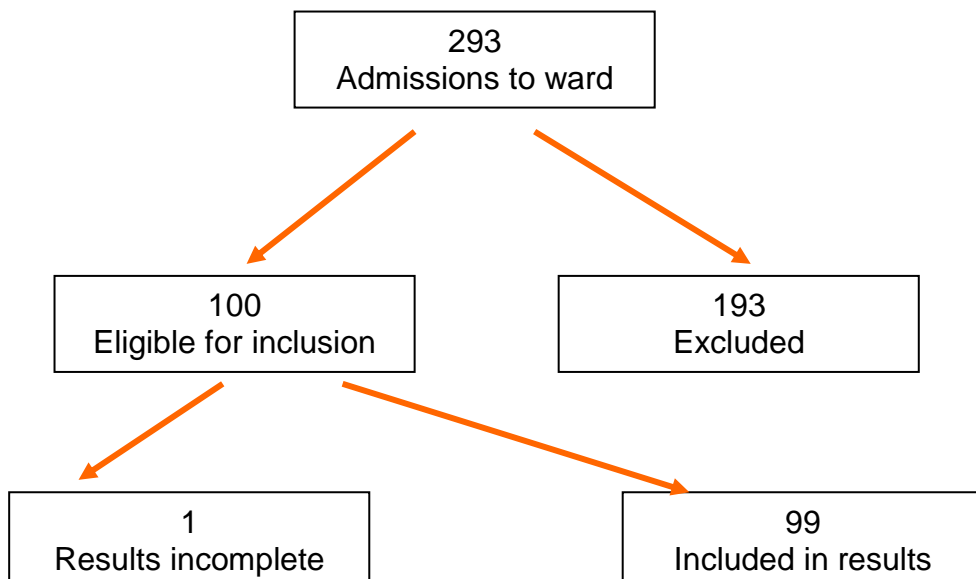 293
Admissions to ward
100
Eligible for inclusion
193
Excluded
1
Results incomplete
99
Included in results